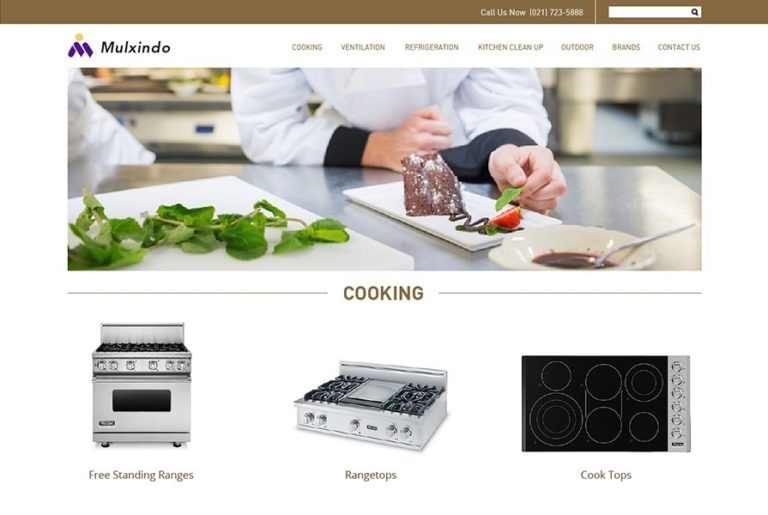 Call Us Now (021) 723-5888
Mulxindo
COOKING VENTILATION REFRIGERATION KITCHEN CLEAN UP OUTDOOR BRANDS CONTACT US
COOKING
Free Standing Ranges Rangetops Cook Tops